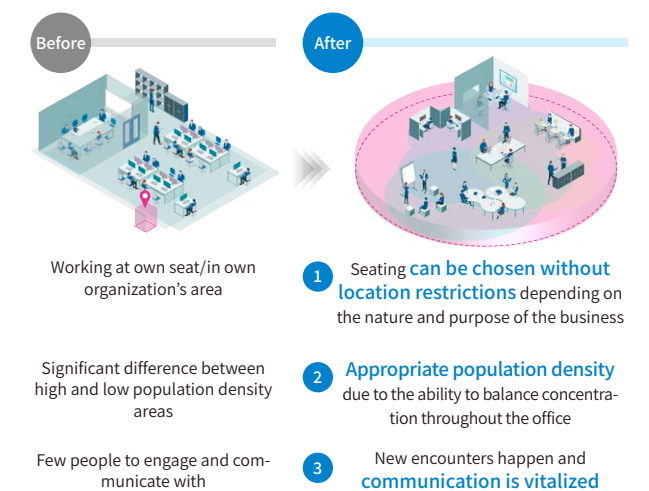 Before
After
Working at own seat/in own
organization's area
1
Seating can be chosen without
location restrictions depending on
the nature and purpose of the business
Significant difference between
high and low population density
areas
2
Appropriate population density
due to the ability to balance concentra-
tion throughout the office
Few people to engage and com-
municate with
3
New encounters happen and
communication is vitalized